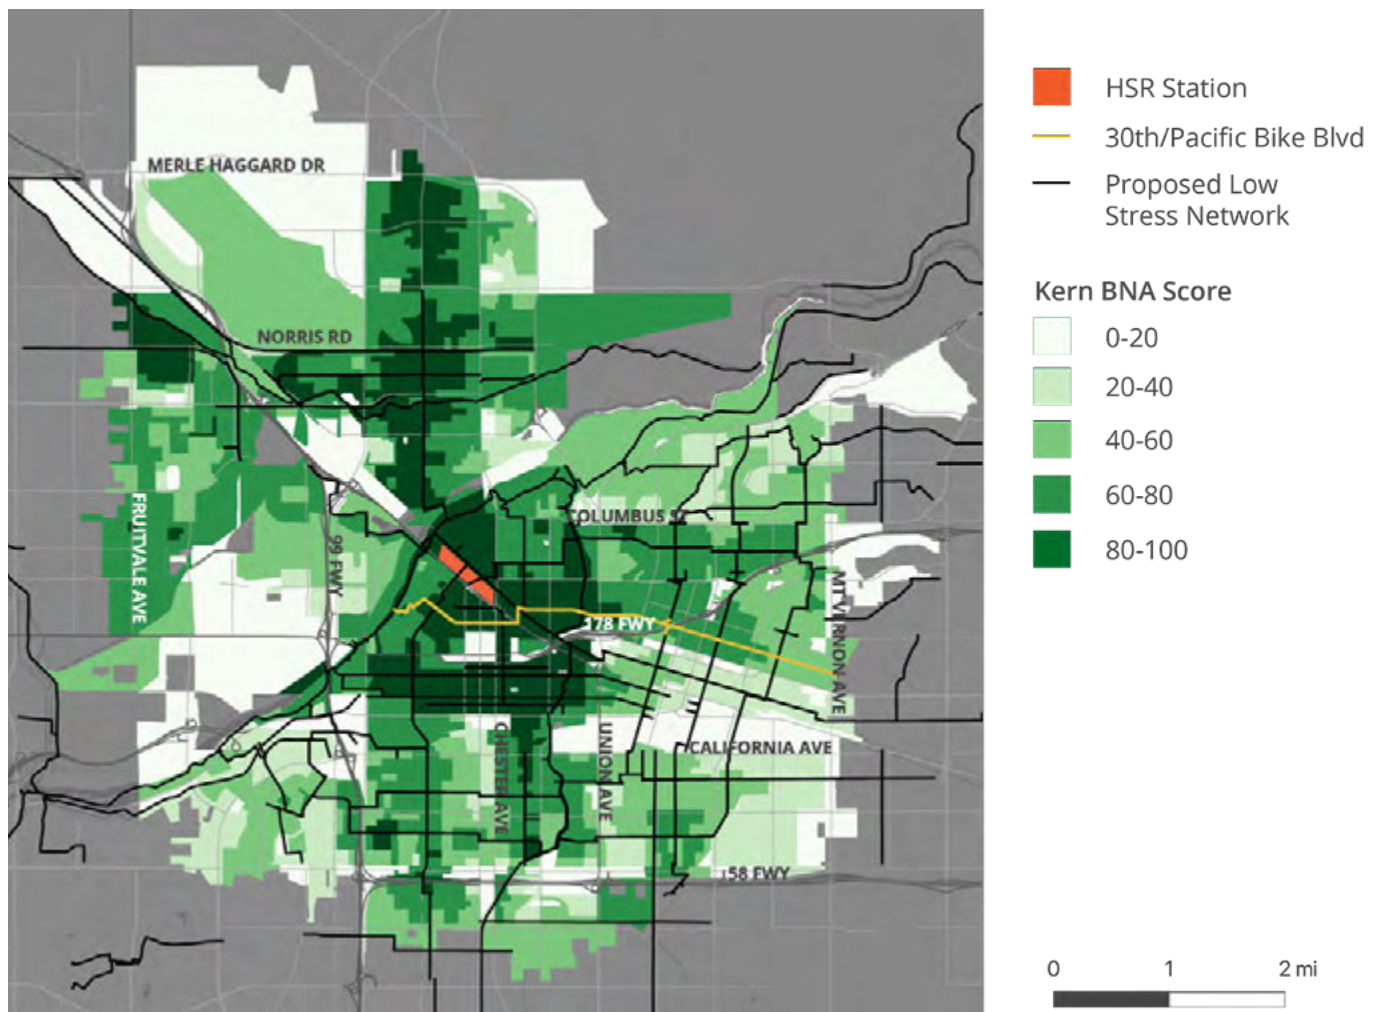 HSR Station
30th/Pacific Bike Blvd
Proposed Low
Stress Network
Kern BNA Score
0-20
20-40
40-60
60-80
80-100
0 1 2 mi
MERLE HAGGARD DR
NORRIS RD
FRUITVALE AVE
99 FWY
COLUMBUS ST
178 FWY
MT VERNON AVE
CHESTER AVE
UNION AVE
CALIFORNIA AVE
58 FWY